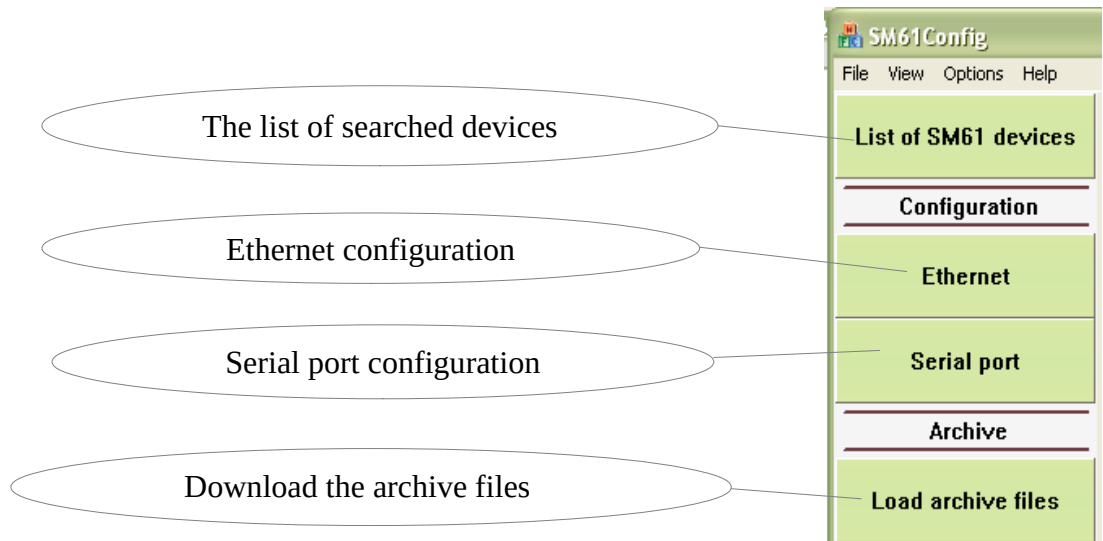 SM61Config
File View Options Help
The list of searched devices
List of SM61 devices
Configuration
Ethernet configuration
Ethernet
Serial port configuration
Serial port
Archive
Download the archive files
Load archive files